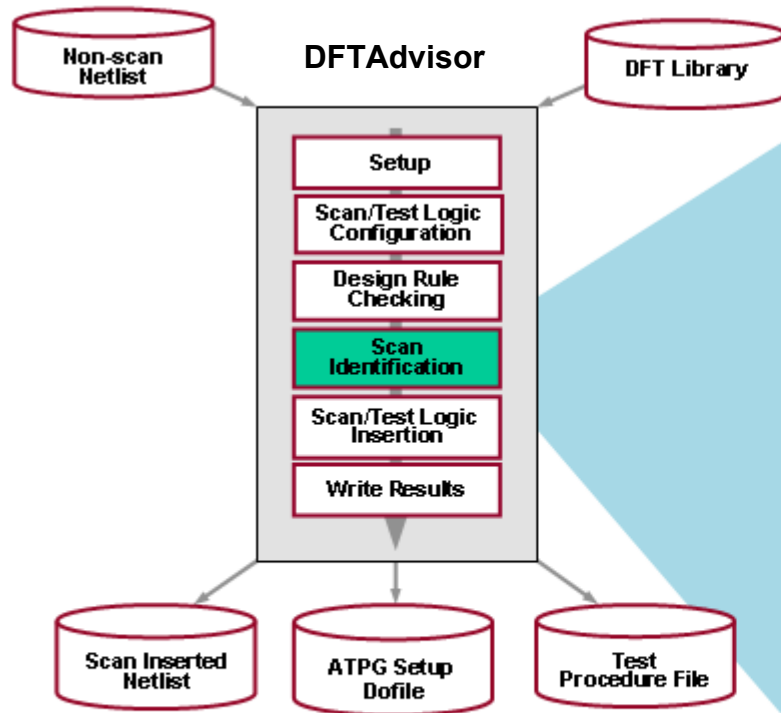 Non-scan
Netlist
DFTAdvisor
DFT Library
Setup
Scan/Test Logic
Configuration
Design Rule
Checking
Scan
Identification
Scan/Test Logic
Insertion
Write Results
Scan Inserted
Netlist
ATPG Setup
Dofile
Test
Procedure File